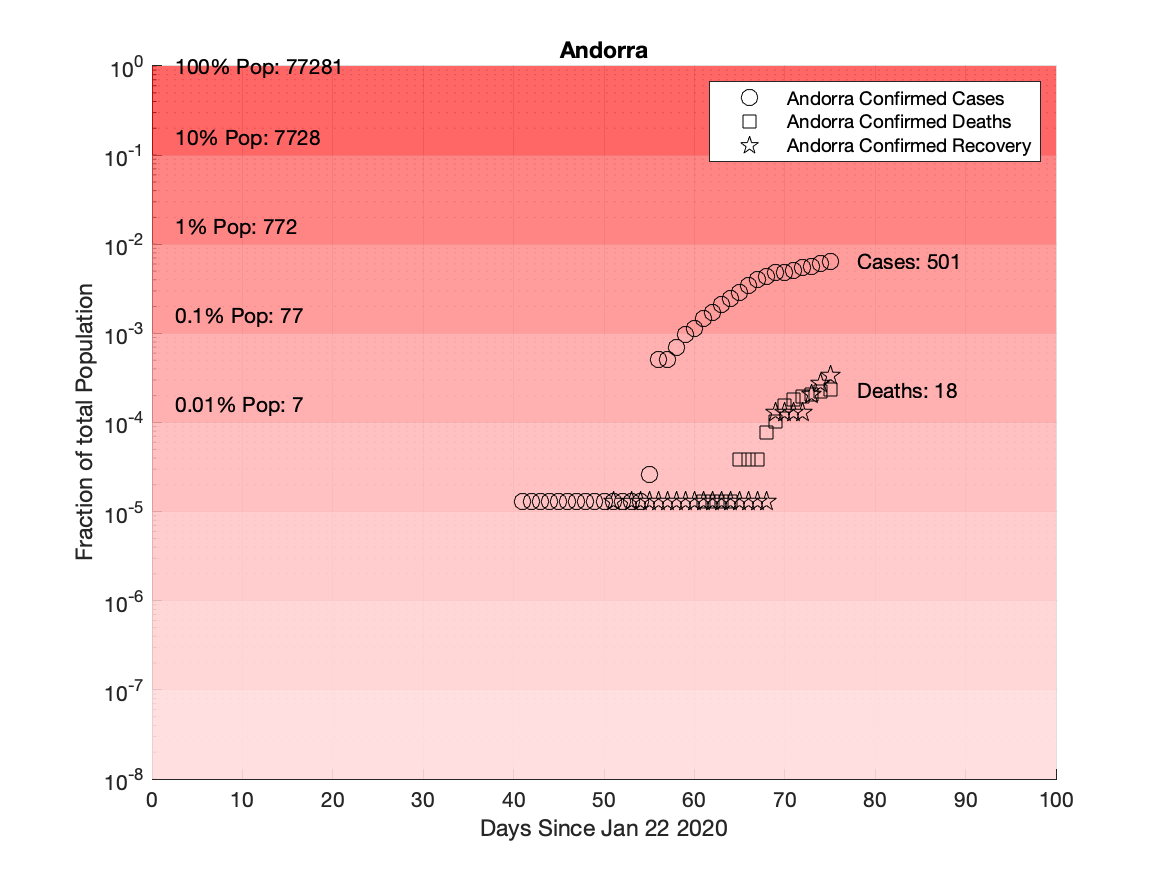 Andorra
10^0
10^-1
10^-2
10^-3
10^-4
10^-5
10^-6
10^-7
10^-8
Fraction of total Population
100% Pop: 77281
10% Pop: 7728
1% Pop: 772
0.1% Pop: 77
0.01% Pop: 7
Andorra Confirmed Cases
Andorra Confirmed Deaths
Andorra Confirmed Recovery
Cases: 501
Deaths: 18
0 10 20 30 40 50 60 70 80 90 100
Days Since Jan 22 2020